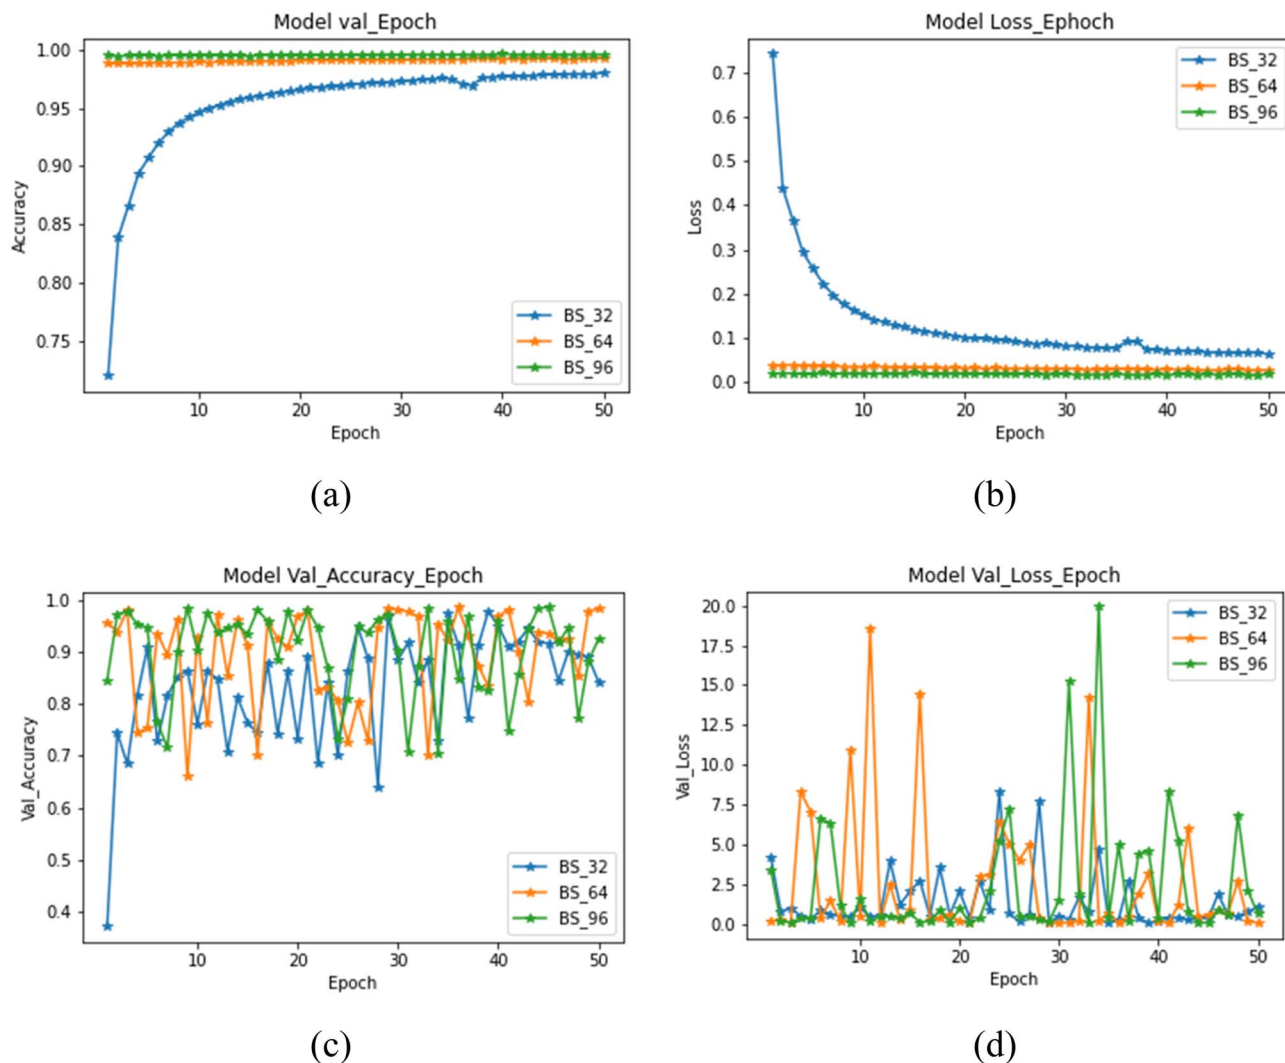 Model val_Epoch
1.00
0.95
0.90
0.85
0.80
0.75
Accuracy
BS_32
BS_64
BS_96
10 20 30 40 50
Epoch
(a)
Model Loss_Ephoch
0.7
0.6
0.5
0.4
0.3
0.2
0.1
0.0
Loss
BS_32
BS_64
BS_96
10 20 30 40 50
Epoch
(b)
Model Val_Accuracy_Epoch
1.0
0.9
0.8
0.7
0.6
0.5
0.4
Val_Accuracy
BS_32
BS_64
BS_96
10 20 30 40 50
Epoch
(c)
Model Val_Loss_Epoch
20.0
17.5
15.0
12.5
10.0
7.5
5.0
2.5
0.0
Val_Loss
BS_32
BS_64
BS_96
10 20 30 40 50
Epoch
(d)